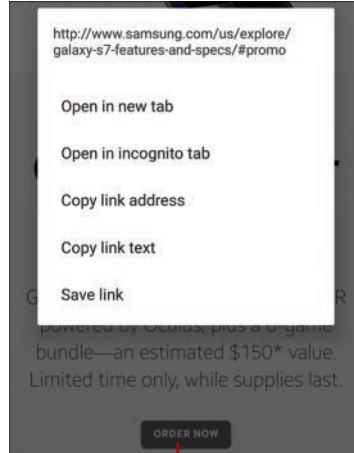 http://www.samsung.com/us/explore/
galaxy-s7-features-and-specs/#promo
Open in new tab
Open in incognito tab
Copy link address
Copy link text
Save link
G R
powered by Oculus, plus a 6-game
bundle—an estimated $150* value.
Limited time only, while supplies last.
ORDER NOW